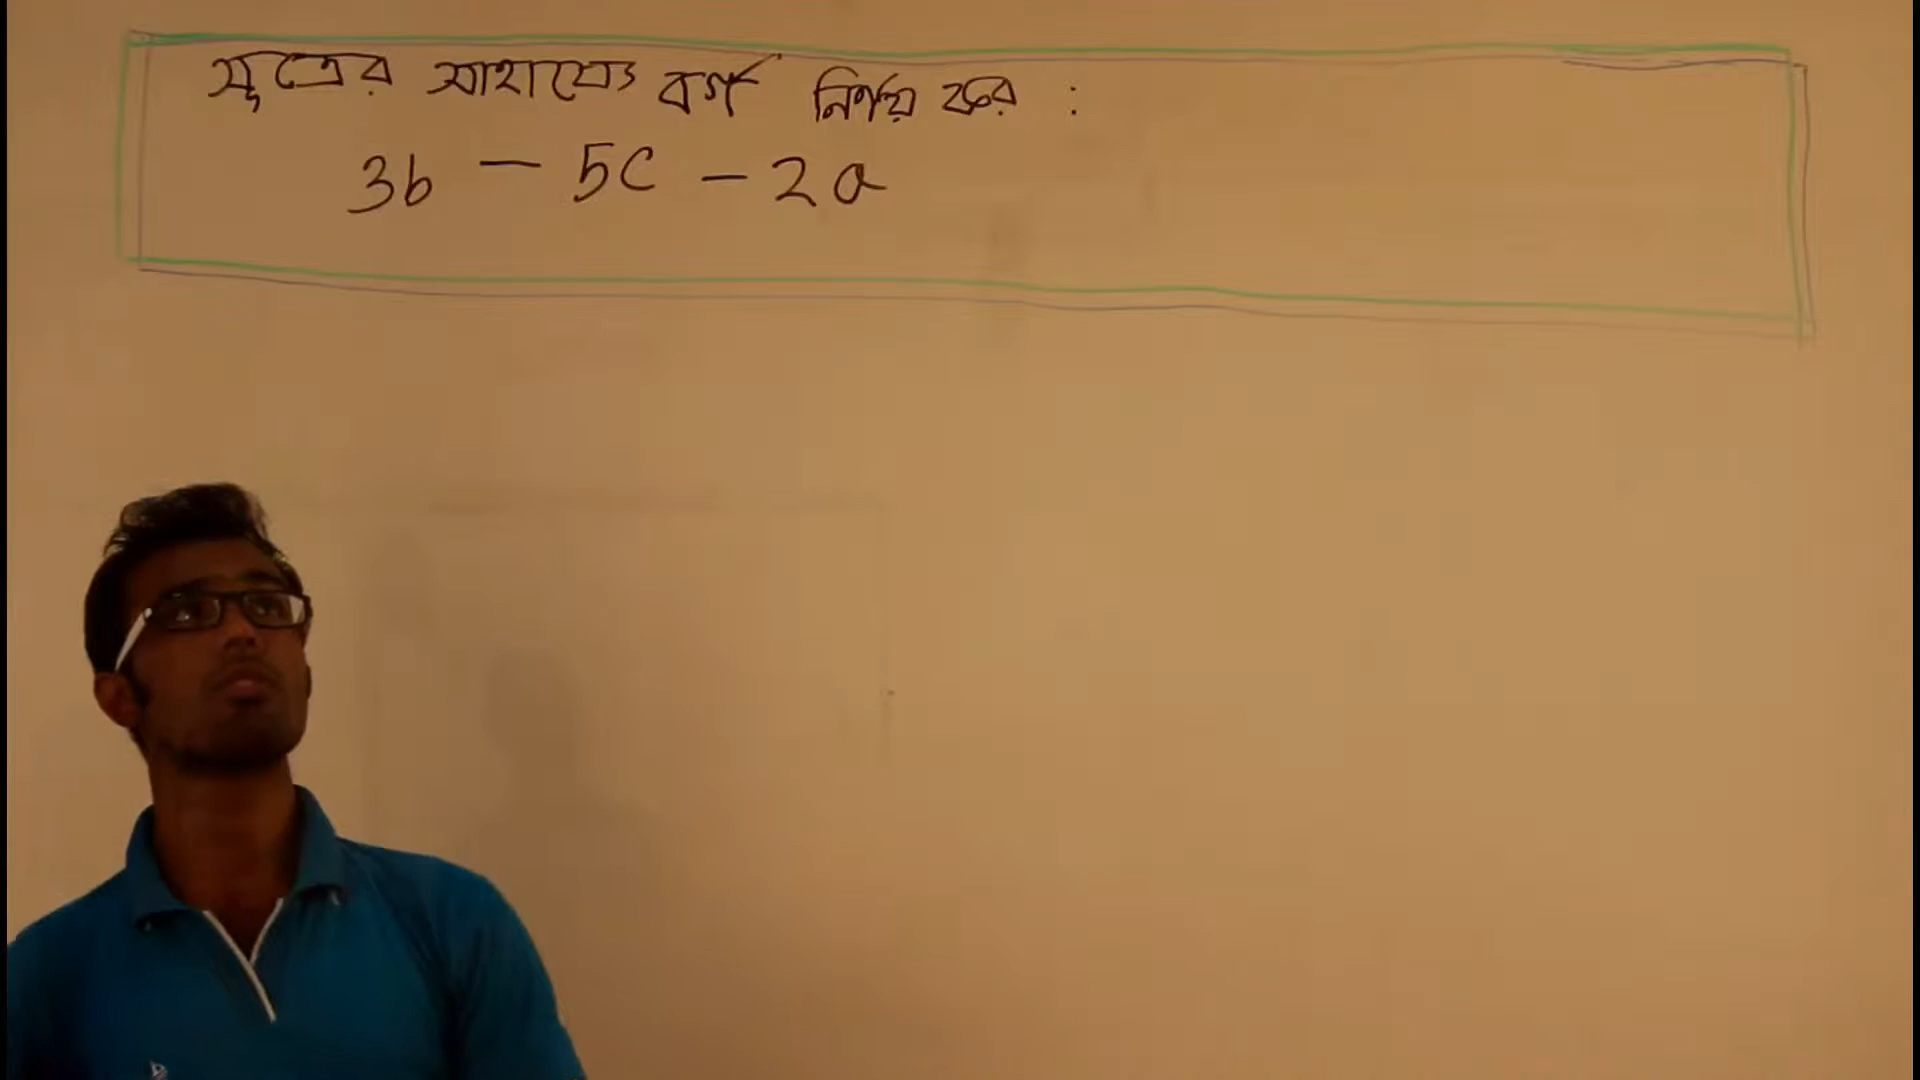 সূত্রের সাহায্যে বর্গ নির্ণয় কর :
3b - 5c - 2a